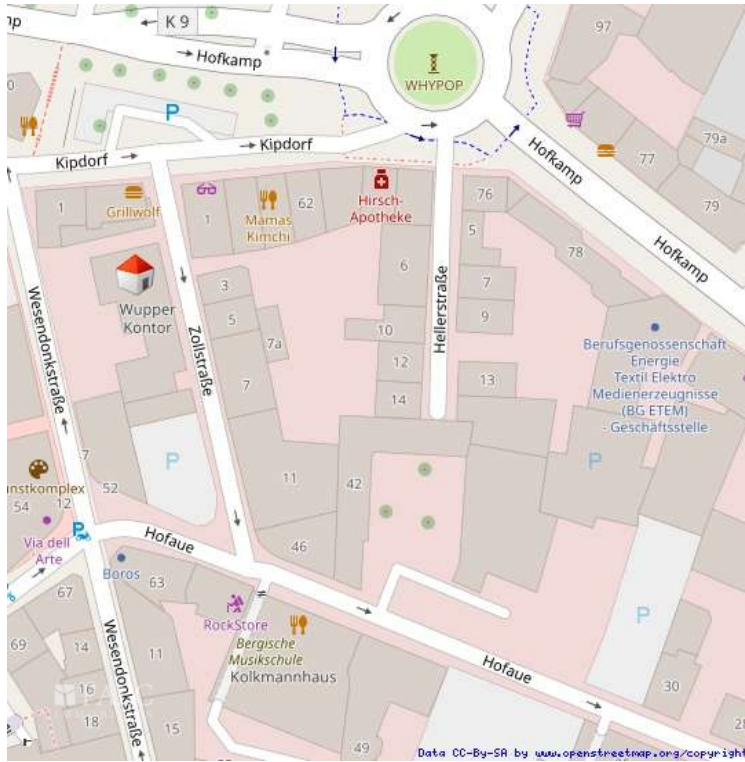 97
K 9
amp
Hofkamp
WHYPOP
P
79a
77
Kipdorf
Kipdorf
Hofkamp
79
1
Grillwolf
1
Mamas
Kimchi
62
Hirsch-
Apotheke
76
5
78
Hofkamp
6
3
7
Wupper
Kontor
5
9
Hellerstraße
10
7a
Berufsgenossenschaft
Energie
Textil Elektro
Medienerzeugnisse
(BG ETEM)
- Geschäftsstelle
Wesendonkstraße
Zollstraße
7
12
13
14
P
P
7
11
42
nstkomplex
52
54
12
Via dell
Arte
P
Hofaue
46
Boros
63
67
RockStore
Bergische
Musikschule
Kolkmannhaus
P
69
14
11
Wesendonkstraße
Hofaue
16
30
18
15
49
28
Data CC-By-SA by www.openstreetmap.org/copyright